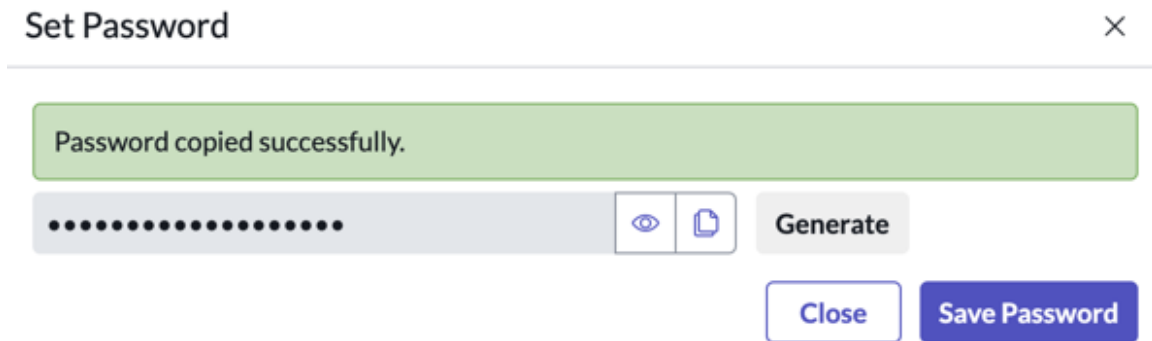 Set Password
Password copied successfully.
•••••••••••••••••••
Generate
Close
Save Password